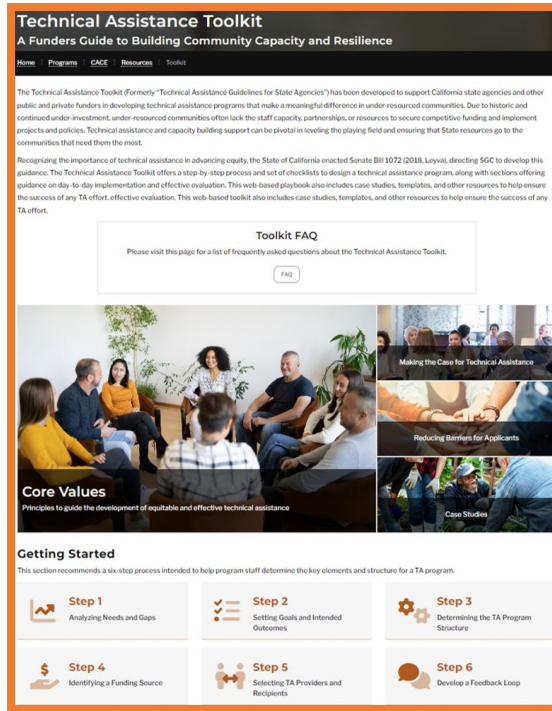 Technical Assistance Toolkit
A Funders Guide to Building Community Capacity and Resilience
Home | Programs | CACE | Resources | Toolkit
The Technical Assistance Toolkit (Formerly “Technical Assistance Guidelines for State Agencies”) has been developed to support California state agencies and other
public and private funders in developing technical assistance programs that make a meaningful difference in under-resourced communities. Due to historic and
continued under-investment, under-resourced communities often lack the staff capacity, partnerships, or resources to secure competitive funding and implement
projects and policies. Technical assistance and capacity building support can be pivotal in leveling the playing field and ensuring that State resources go to the
communities that need them the most.
Recognizing the importance of technical assistance in advancing equity, the State of California enacted Senate Bill 1072 (2018, Leyva), directing SGC to develop this
guidance. The Technical Assistance Toolkit offers a step-by-step process and set of checklists to design a technical assistance program, along with sections offering
guidance on day-to-day implementation and effective evaluation. This web-based playbook also includes case studies, templates, and other resources to help ensure
the success of any TA effort. effective evaluation. This web-based toolkit also includes case studies, templates, and other resources to help ensure the success of any
TA effort.
Toolkit FAQ
Please visit this page for a list of frequently asked questions about the Technical Assistance Toolkit.
FAQ
Making the Case for Technical Assistance
Reducing Barriers for Applicants
Case Studies
Core Values
Principles to guide the development of equitable and effective technical assistance
Getting Started
This section recommends a six-step process intended to help program staff determine the key elements and structure for a TA program.
Step 1
Analyzing Needs and Gaps
Step 2
Setting Goals and Intended
Outcomes
Step 3
Determining the TA Program
Structure
Step 4
Identifying a Funding Source
Step 5
Selecting TA Providers and
Recipients
Step 6
Develop a Feedback Loop